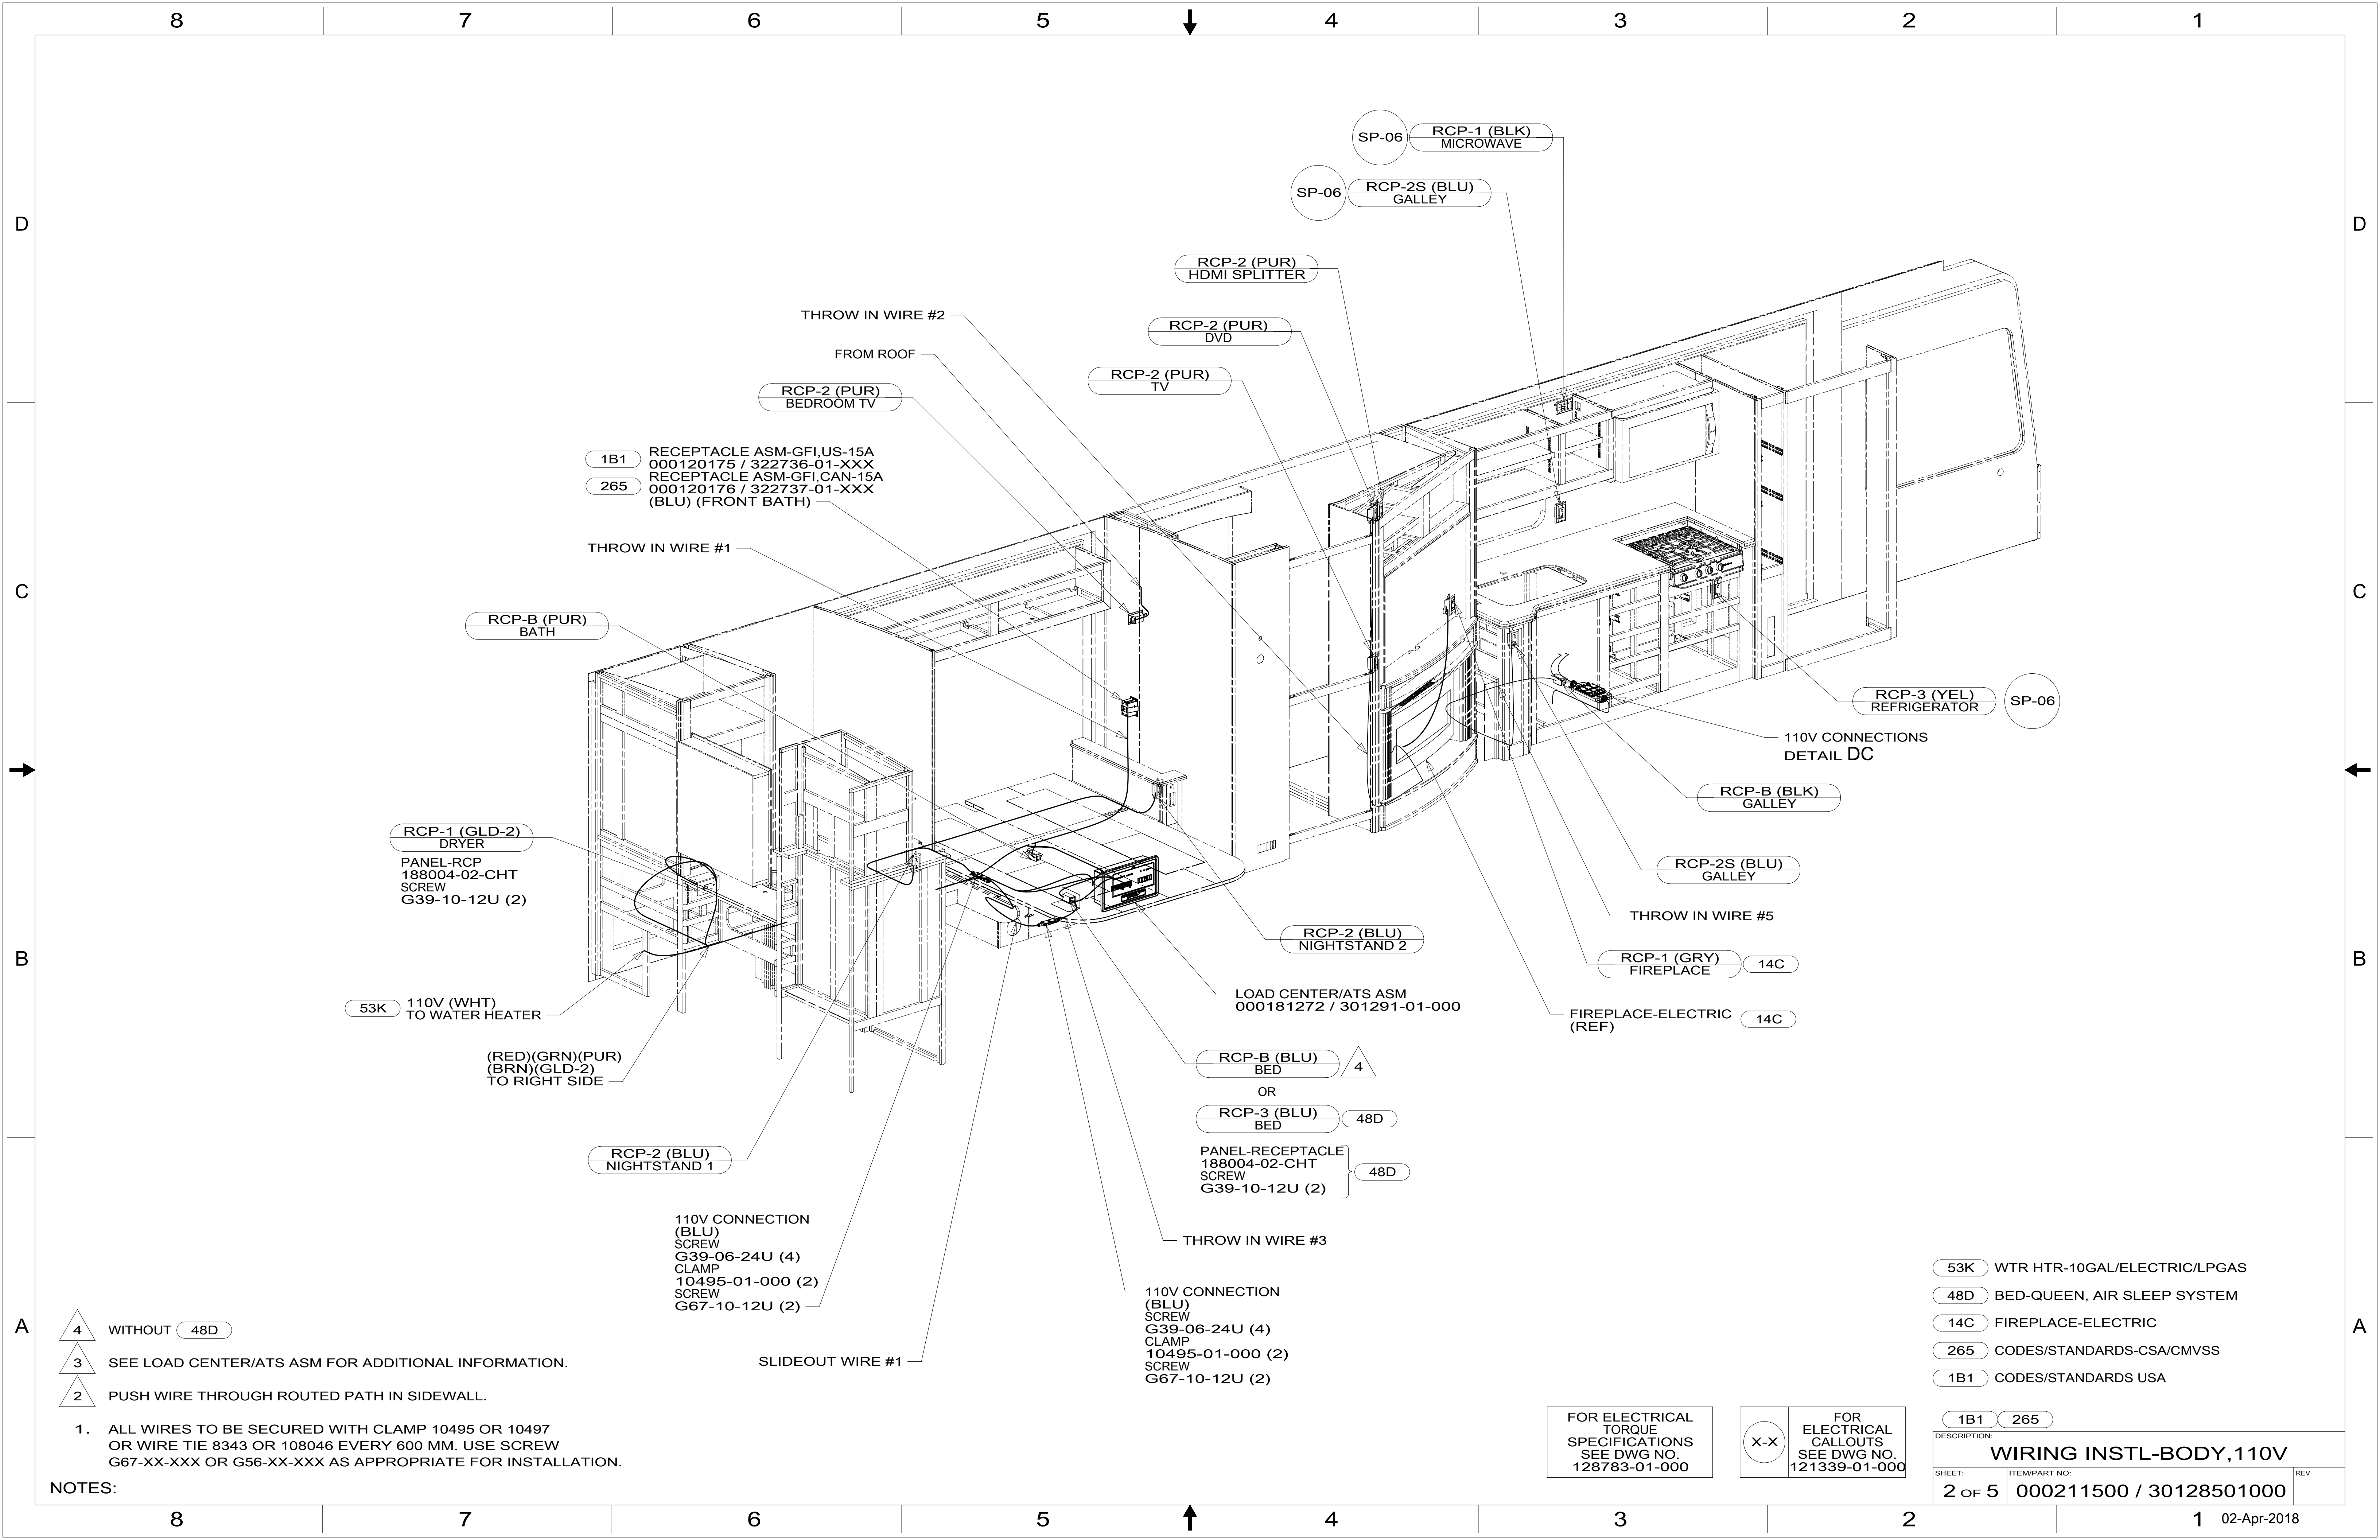 8 7 6 5 4 3 2 1
SP-06
RCP-1 (BLK)
MICROWAVE
SP-06
RCP-2S (BLU)
GALLEY
D
D
RCP-2 (PUR)
HDMI SPLITTER
THROW IN WIRE #2
RCP-2 (PUR)
DVD
FROM ROOF
RCP-2 (PUR)
TV
RCP-2 (PUR)
BEDROOM TV
1B1
RECEPTACLE ASM-GFI,US-15A
000120175 / 322736-01-XXX
265
RECEPTACLE ASM-GFI,CAN-15A
000120176 / 322737-01-XXX
(BLU) (FRONT BATH)
THROW IN WIRE #1
C
C
RCP-B (PUR)
BATH
RCP-3 (YEL)
REFRIGERATOR
SP-06
110V CONNECTIONS
DETAIL DC
RCP-B (BLK)
GALLEY
RCP-1 (GLD-2)
DRYER
PANEL-RCP
188004-02-CHT
SCREW
G39-10-12U (2)
RCP-2S (BLU)
GALLEY
THROW IN WIRE #5
RCP-2 (BLU)
NIGHTSTAND 2
B
B
RCP-1 (GRY)
FIREPLACE
14C
LOAD CENTER/ATS ASM
000181272 / 301291-01-000
53K
110V (WHT)
TO WATER HEATER
FIREPLACE-ELECTRIC
(REF)
14C
(RED)(GRN)(PUR)
(BRN)(GLD-2)
TO RIGHT SIDE
RCP-B (BLU)
BED
4
OR
RCP-3 (BLU)
BED
48D
RCP-2 (BLU)
NIGHTSTAND 1
PANEL-RECEPTACLE
188004-02-CHT
SCREW
G39-10-12U (2)
48D
110V CONNECTION
(BLU)
SCREW
G39-06-24U (4)
CLAMP
10495-01-000 (2)
SCREW
G67-10-12U (2)
THROW IN WIRE #3
110V CONNECTION
(BLU)
SCREW
G39-06-24U (4)
CLAMP
10495-01-000 (2)
SCREW
G67-10-12U (2)
SLIDEOUT WIRE #1
53K WTR HTR-10GAL/ELECTRIC/LPGAS
48D BED-QUEEN, AIR SLEEP SYSTEM
14C FIREPLACE-ELECTRIC
265 CODES/STANDARDS-CSA/CMVSS
1B1 CODES/STANDARDS USA
A
A
4 WITHOUT 48D
3 SEE LOAD CENTER/ATS ASM FOR ADDITIONAL INFORMATION.
2 PUSH WIRE THROUGH ROUTED PATH IN SIDEWALL.
1. ALL WIRES TO BE SECURED WITH CLAMP 10495 OR 10497
OR WIRE TIE 8343 OR 108046 EVERY 600 MM. USE SCREW
G67-XX-XXX OR G56-XX-XXX AS APPROPRIATE FOR INSTALLATION.
NOTES:
FOR ELECTRICAL
TORQUE
SPECIFICATIONS
SEE DWG NO.
128783-01-000
X-X
FOR
ELECTRICAL
CALLOUTS
SEE DWG NO.
121339-01-000
1B1 265
DESCRIPTION:
WIRING INSTL-BODY,110V
SHEET:
2 OF 5
ITEM/PART NO:
000211500 / 30128501000
REV
8 7 6 5 4 3 2 1
02-Apr-2018